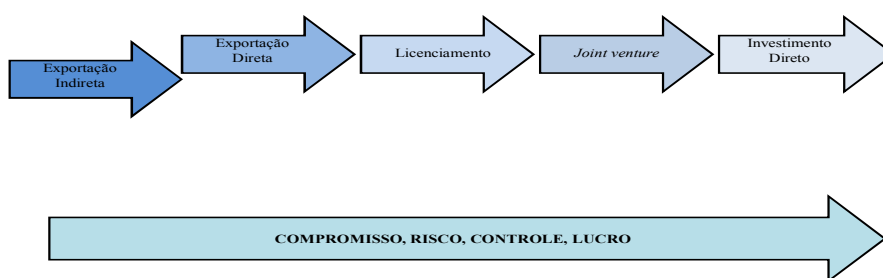 Exportação
Indireta
Exportação
Direta
Licenciamento
Joint venture
Investimento
Direto
COMPROMISSO, RISCO, CONTROLE, LUCRO